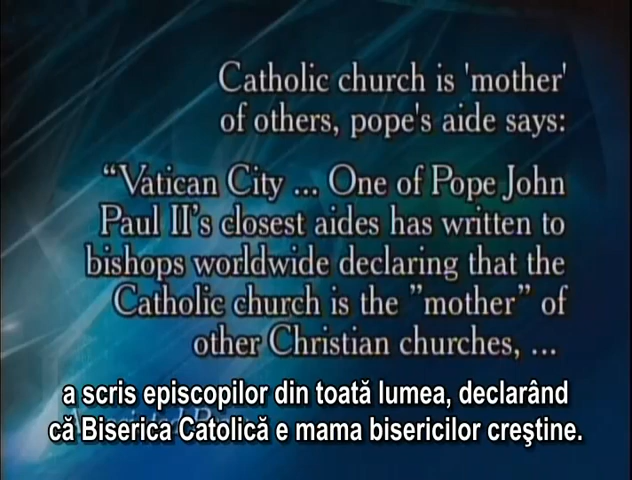 Catholic church is 'mother'
of others, pope's aide says:
“Vatican City ... One of Pope John
Paul II's closest aides has written to
bishops worldwide declaring that the
Catholic church is the ”mother” of
other Christian churches, ...
a scris episcopilor din toată lumea, declarând
că Biserica Catolică e mama bisericilor creştine.